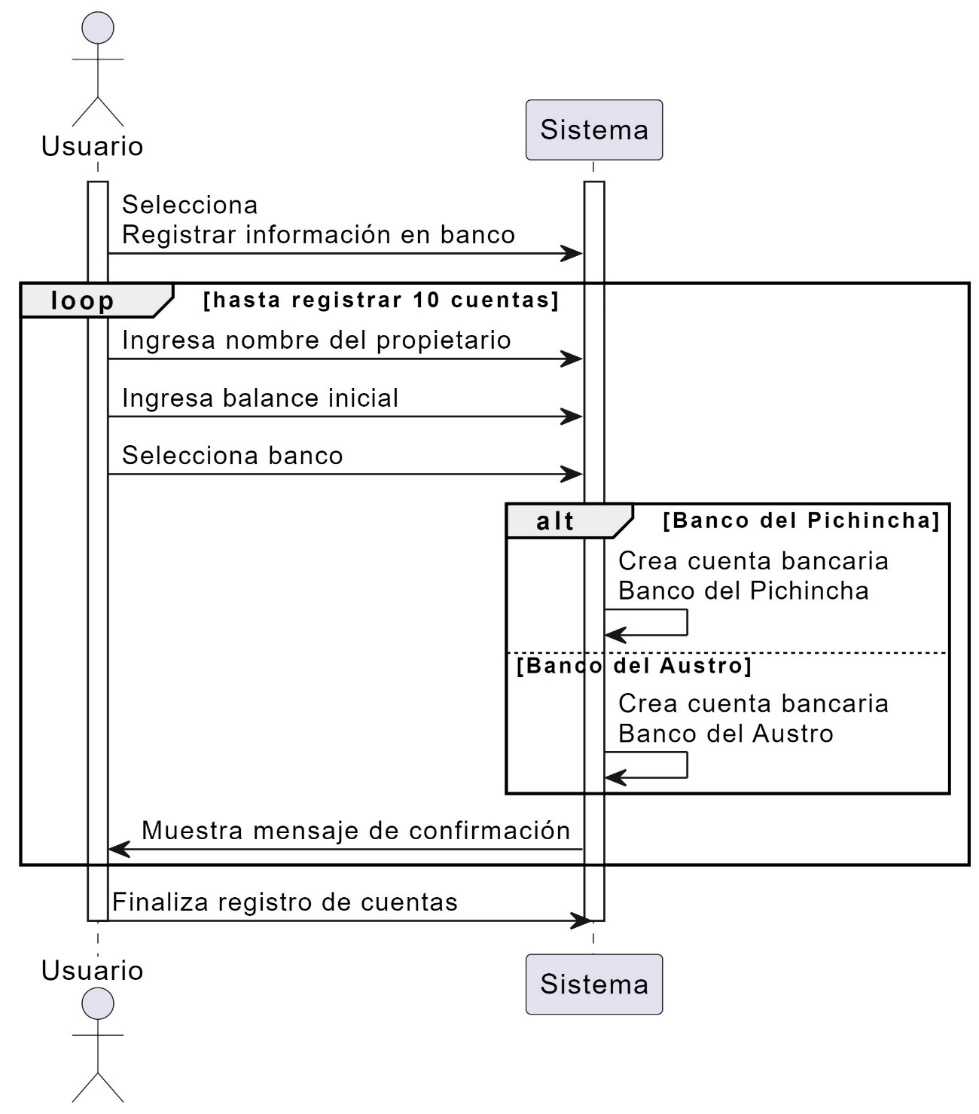 Usuario
Sistema
Selecciona
Registrar información en banco
loop [hasta registrar 10 cuentas]
Ingresa nombre del propietario
Ingresa balance inicial
Selecciona banco
alt [Banco del Pichincha]
Crea cuenta bancaria
Banco del Pichincha
[Banco del Austro]
Crea cuenta bancaria
Banco del Austro
Muestra mensaje de confirmación
Finaliza registro de cuentas
Usuario
Sistema